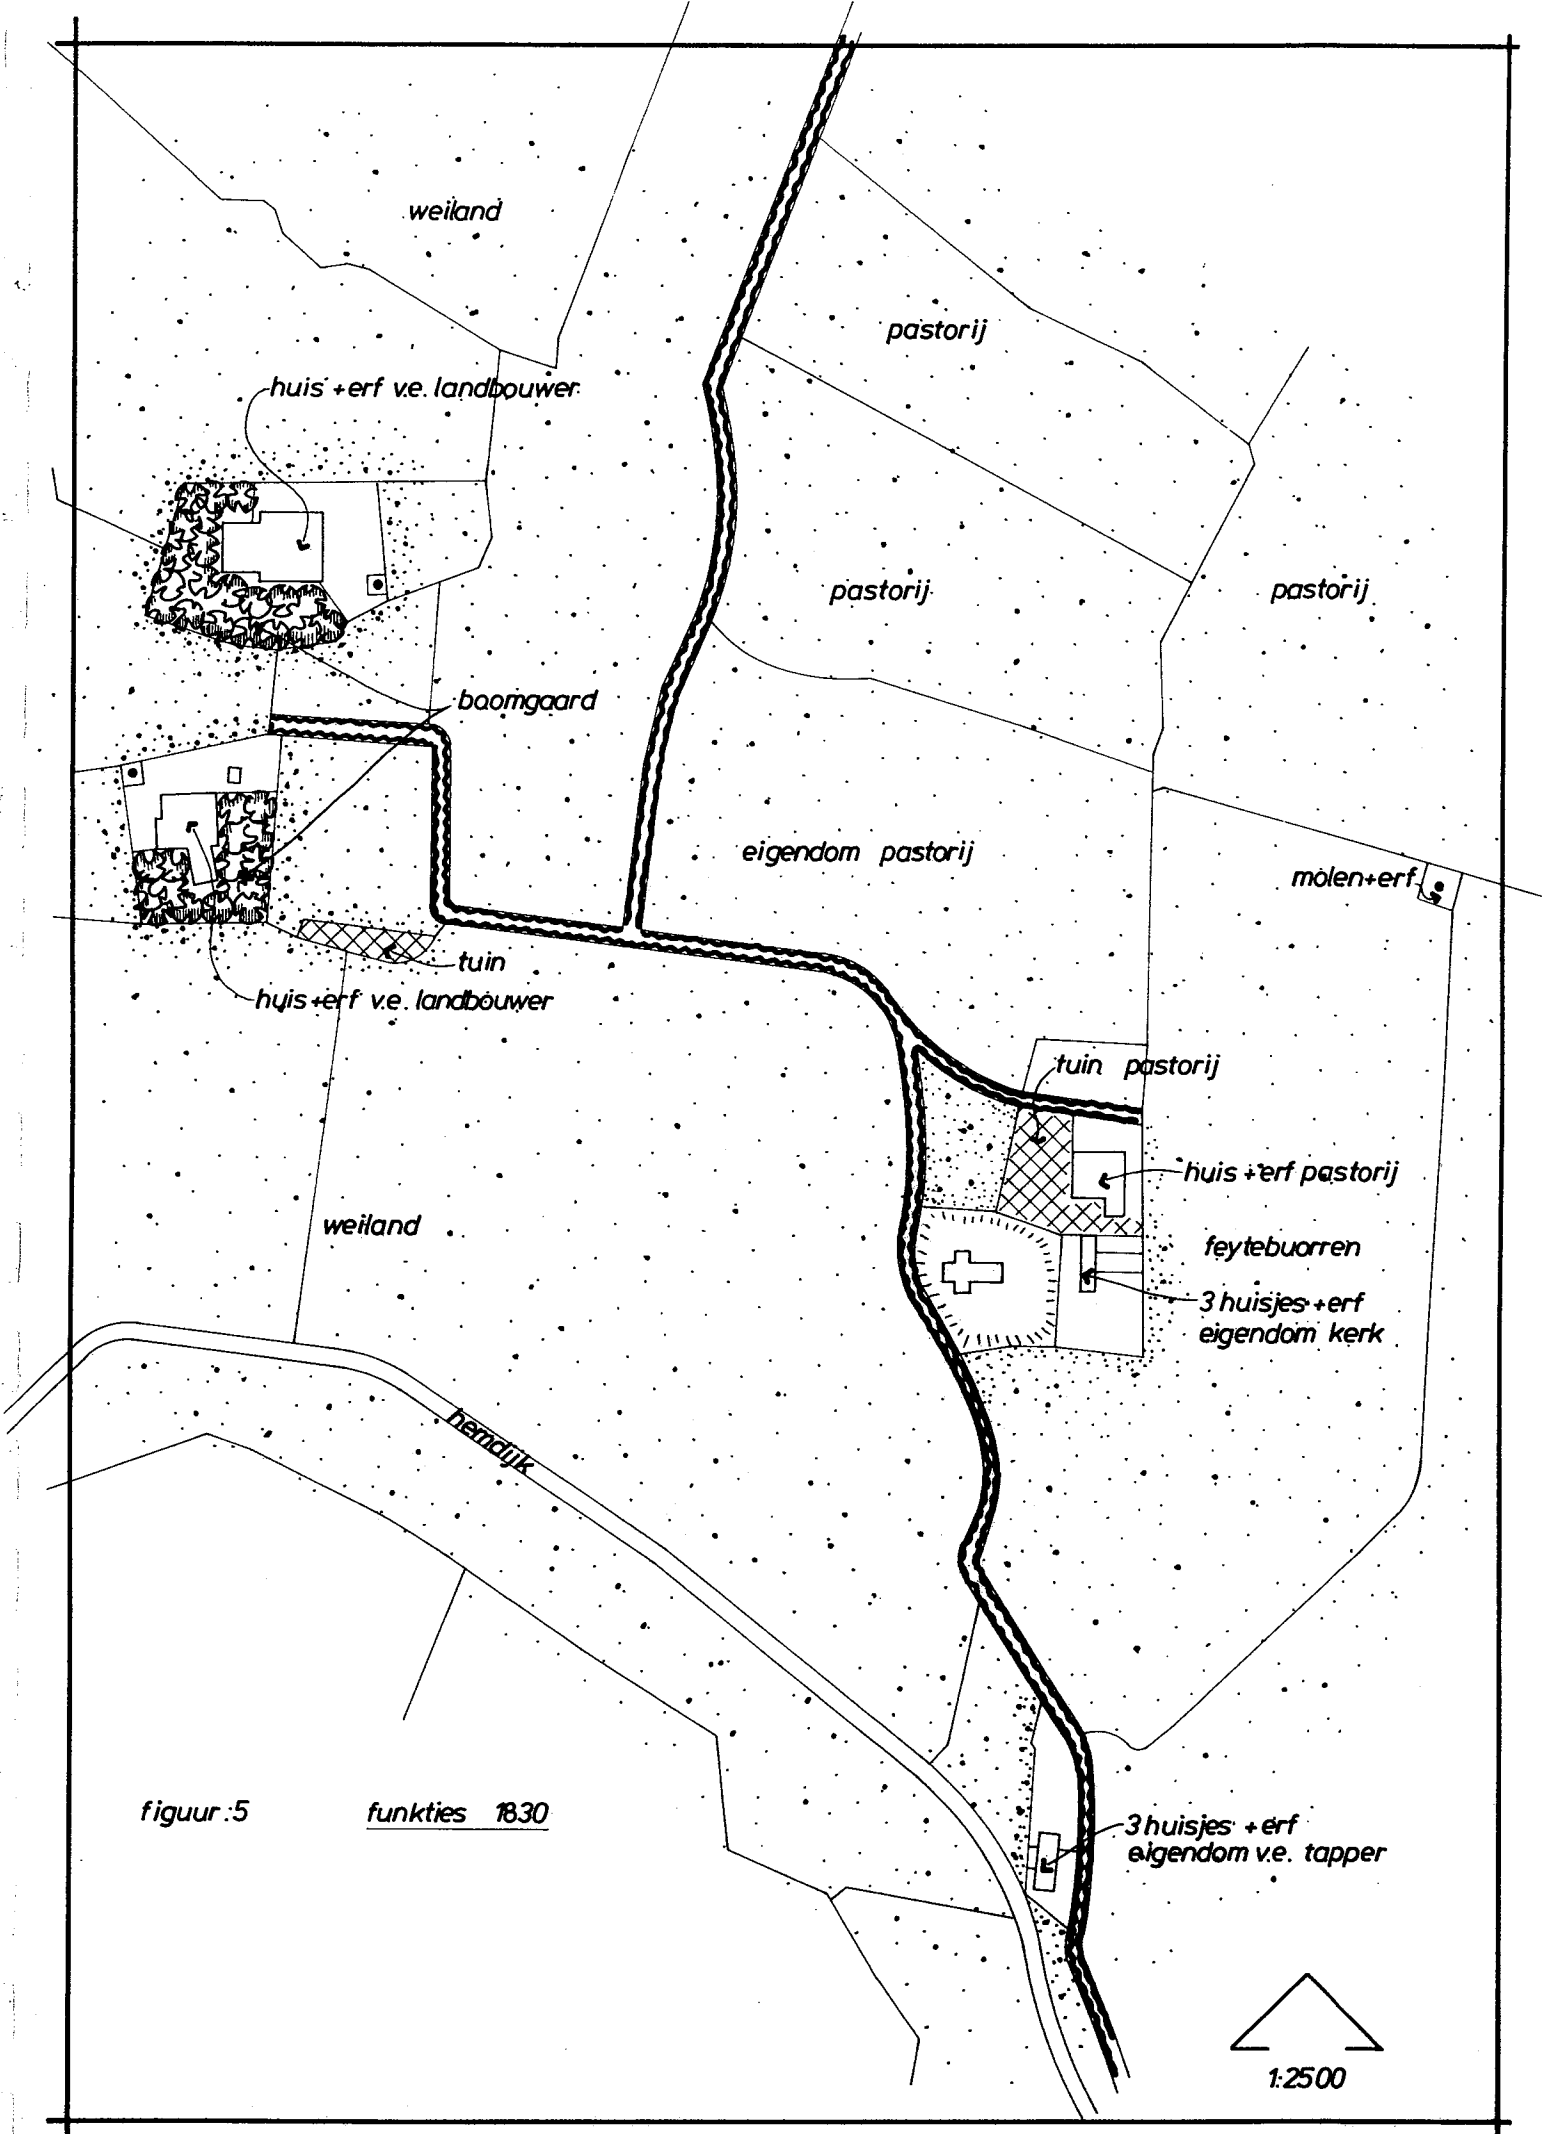 weiland
pastorij
huis + erf v.e. landbouwer
pastorij
pastorij
boomgaard
eigendom pastorij
molen+erf
tuin
huis+erf v.e. landbouwer
tuin pastorij
huis + erf pastorij
weiland
feytebuorren
3 huisjes + erf
eigendom kerk
hemdijk
figuur :5
funkties 1830
3 huisjes + erf
eigendom v.e. tapper
1:2500